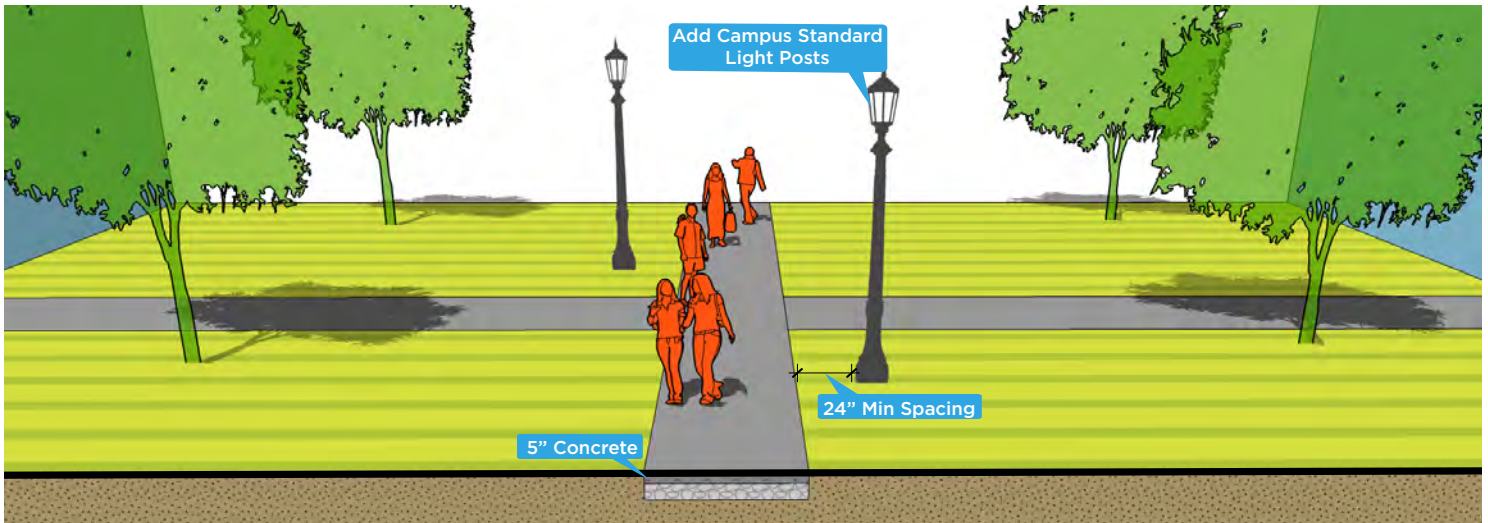 Add Campus Standard
Light Posts
24” Min Spacing
5” Concrete